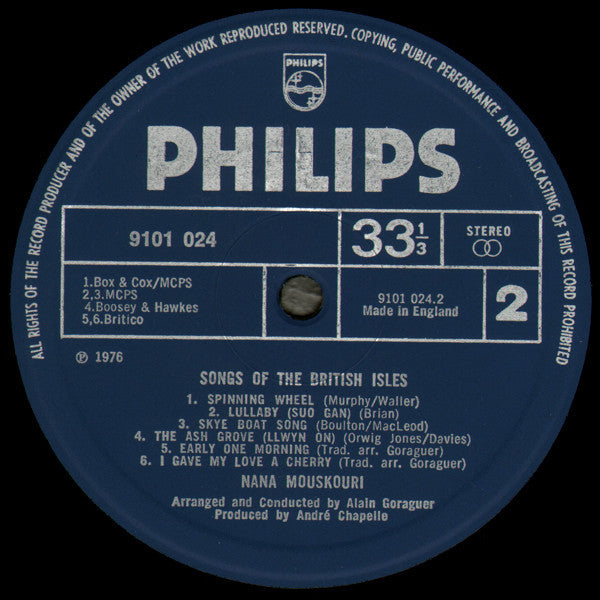 ALL RIGHTS OF THE RECORD PRODUCER AND OF THE OWNER OF THE WORK REPRODUCED RESERVED. COPYING, PUBLIC PERFORMANCE AND BROADCASTING OF THIS RECORD PROHIBITED
PHILIPS
PHILIPS
9101 024
33 1/3
STEREO
1.Box & Cox/MCPS
2,3.MCPS
4.Boosey & Hawkes
5,6.Britico
9101 024.2
Made in England
2
℗ 1976
SONGS OF THE BRITISH ISLES
1. SPINNING WHEEL (Murphy/Waller)
2. LULLABY (SUO GAN) (Brian)
3. SKYE BOAT SONG (Boulton/MacLeod)
4. THE ASH GROVE (LLWYN ON) (Orwig Jones/Davies)
5. EARLY ONE MORNING (Trad. arr. Goraguer)
6. I GAVE MY LOVE A CHERRY (Trad. arr. Goraguer)
NANA MOUSKOURI
Arranged and Conducted by Alain Goraguer
Produced by André Chapelle